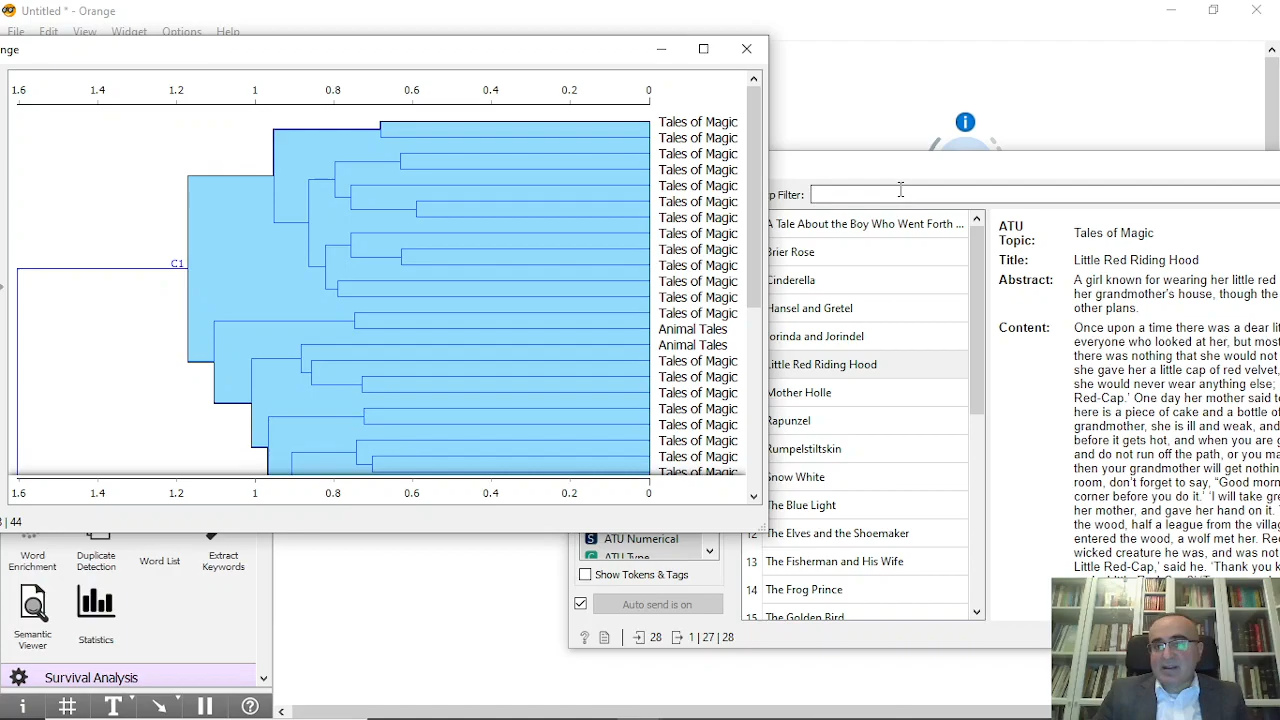 Untitled * - Orange
File Edit View Widget Options Help
nge
1.6 1.4 1.2 1 0.8 0.6 0.4 0.2 0
C1
Tales of Magic
Tales of Magic
Tales of Magic
Tales of Magic
Tales of Magic
Tales of Magic
Tales of Magic
Tales of Magic
Tales of Magic
Tales of Magic
Tales of Magic
Tales of Magic
Tales of Magic
Animal Tales
Animal Tales
Tales of Magic
Tales of Magic
Tales of Magic
Tales of Magic
Tales of Magic
Tales of Magic
Tales of Magic
Tales of Magic
1.6 1.4 1.2 1 0.8 0.6 0.4 0.2 0
| 44
p Filter:
A Tale About the Boy Who Went Forth ...
Brier Rose
Cinderella
Hansel and Gretel
Jorinda and Jorindel
Little Red Riding Hood
Mother Holle
Rapunzel
Rumpelstiltskin
Snow White
The Blue Light
12 The Elves and the Shoemaker
13 The Fisherman and His Wife
14 The Frog Prince
15 The Golden Bird
ATU Topic: Tales of Magic
Title: Little Red Riding Hood
Abstract: A girl known for wearing her little red
her grandmother's house, though the
other plans.
Content: Once upon a time there was a dear li
everyone who looked at her, but most
there was nothing that she would not
she gave her a little cap of red velvet,
she would never wear anything else;
Red-Cap.' One day her mother said to
here is a piece of cake and a bottle of
grandmother, she is ill and weak, and
before it gets hot, and when you are g
and do not run off the path, or you ma
then your grandmother will get nothin
room, don't forget to say, "Good morn
corner before you do it.' 'I will take gre
her mother, and gave her hand on it.
the wood, half a league from the villag
entered the wood, a wolf met her. Re
wicked creature he was, and was not
Little Red-Cap,' said he. 'Thank you k
ATU Numerical
ATU Type
Show Tokens & Tags
Auto send is on
28 1 | 27 | 28
Word Enrichment
Duplicate Detection
Word List
Extract Keywords
Semantic Viewer
Statistics
Survival Analysis